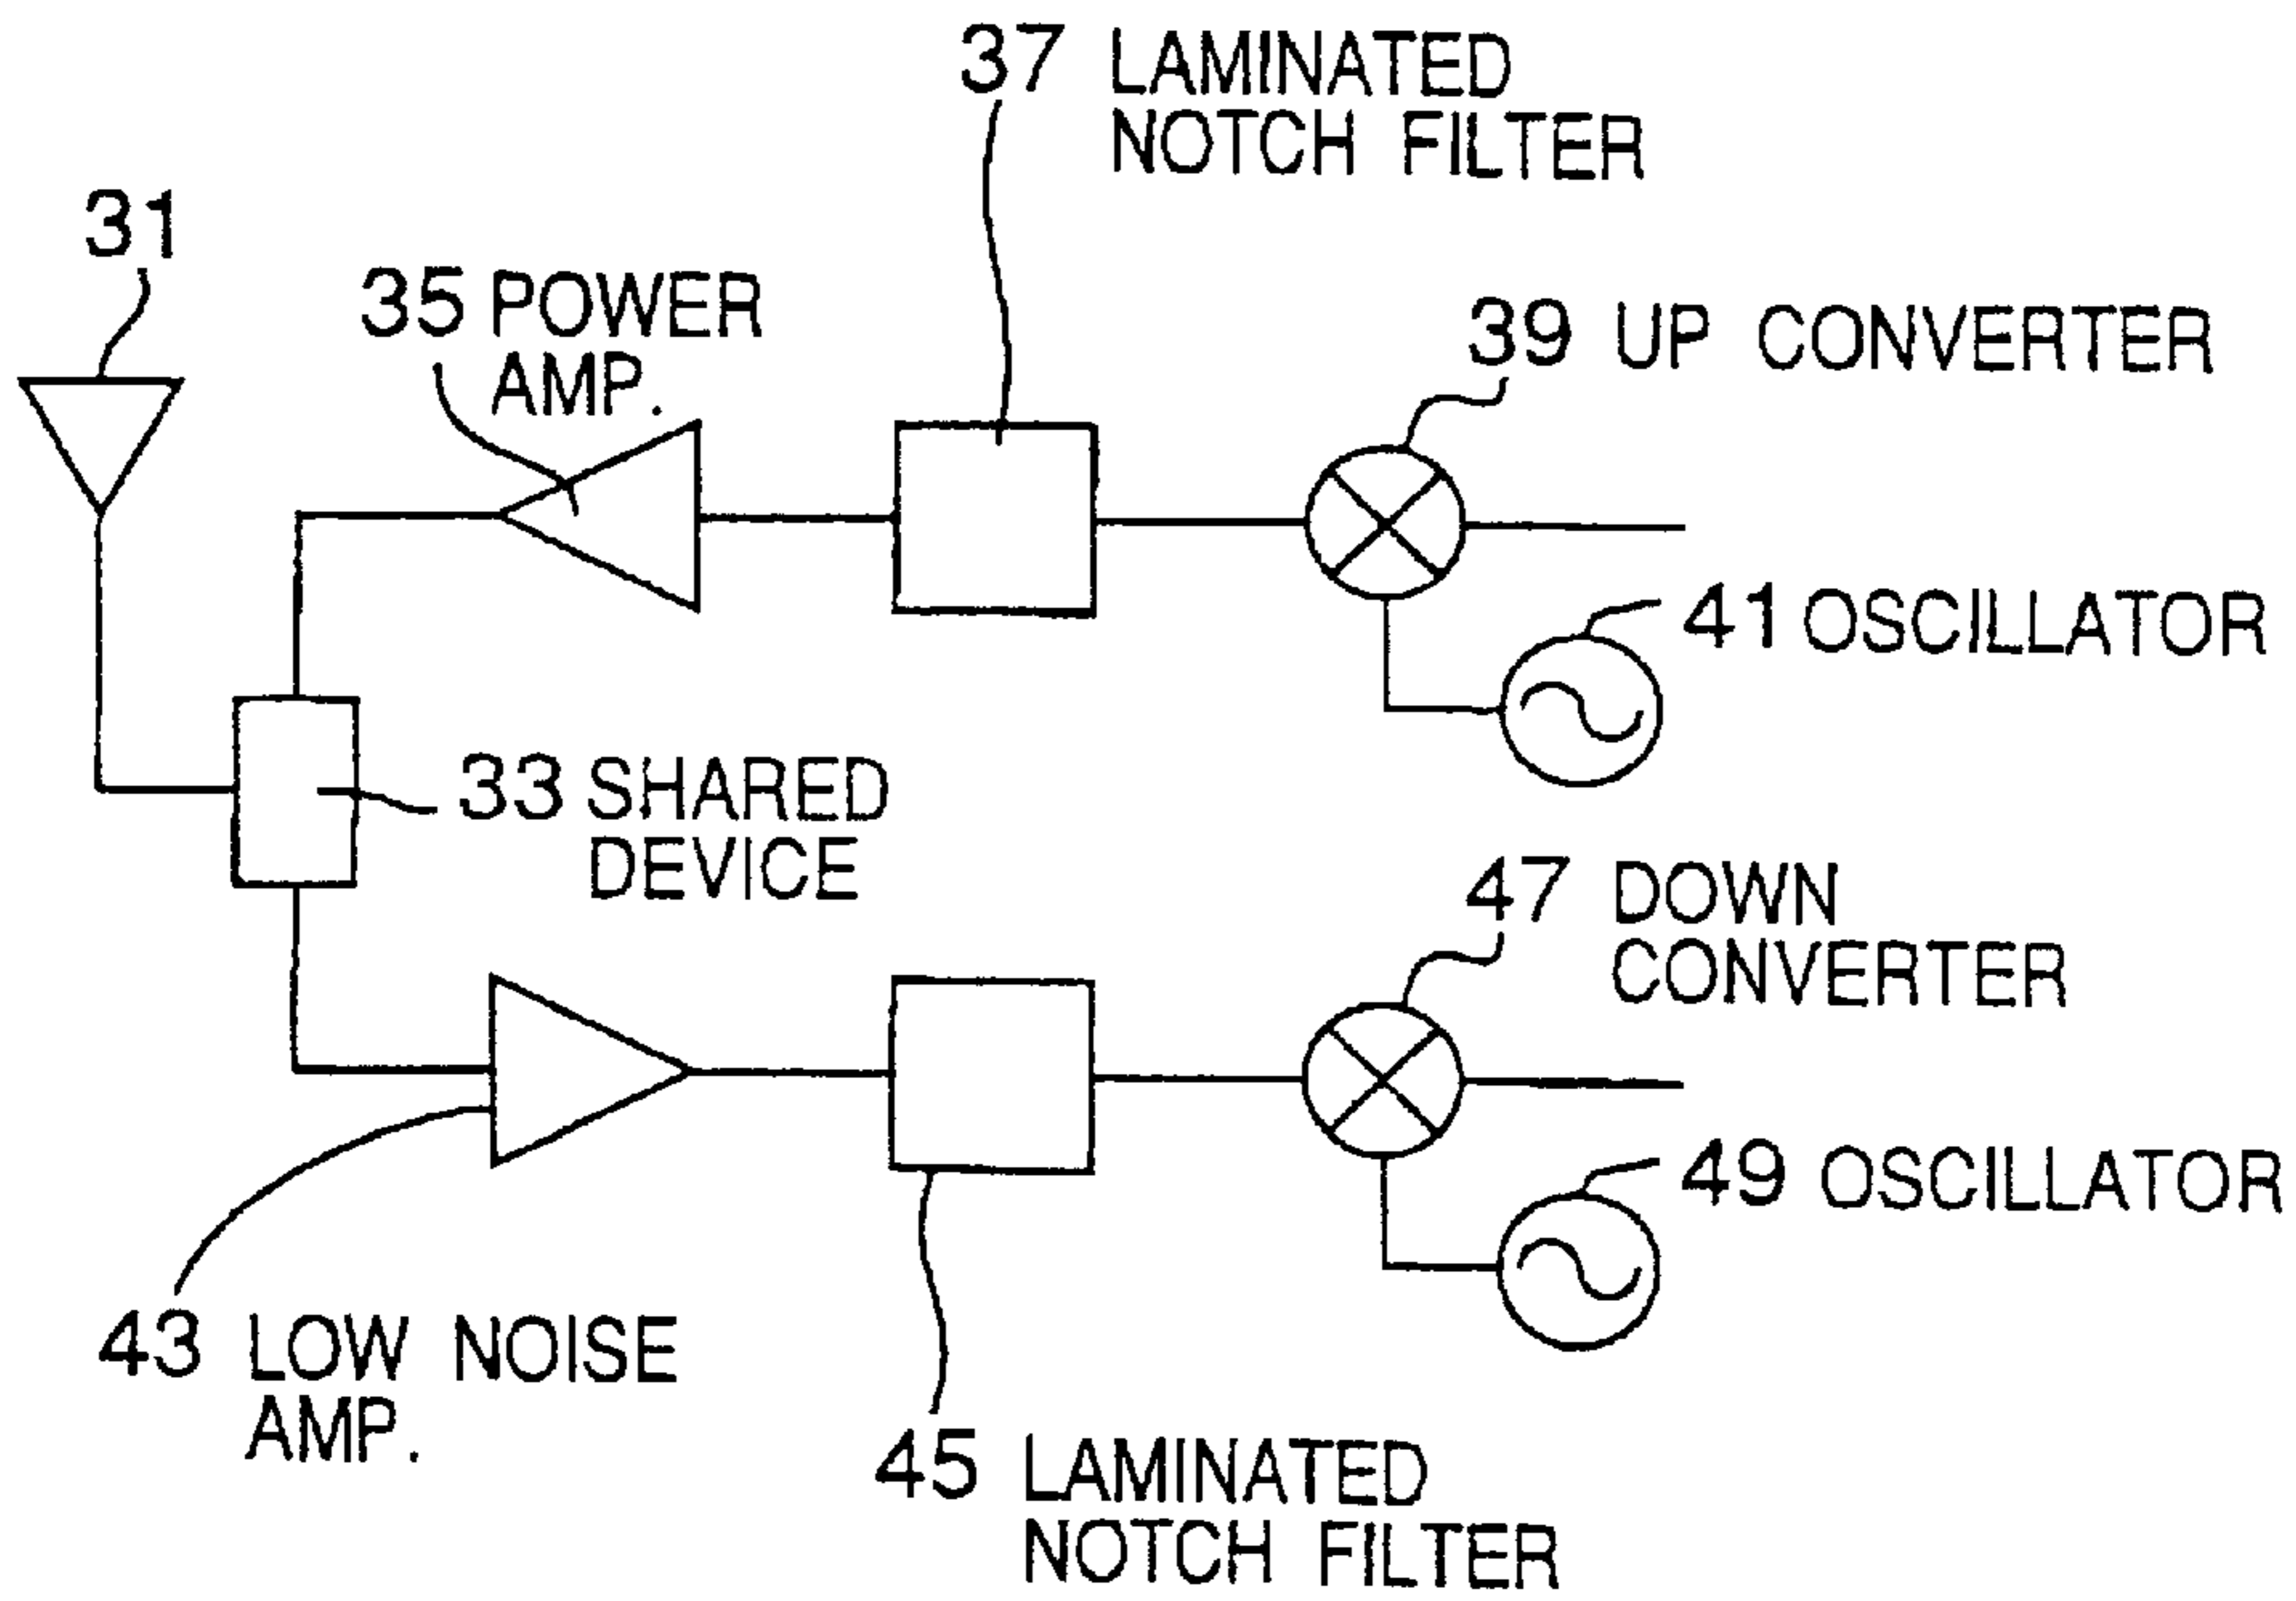 37 LAMINATED
NOTCH FILTER
31
35 POWER
AMP.
39 UP CONVERTER
41 OSCILLATOR
33 SHARED
DEVICE
47 DOWN
CONVERTER
49 OSCILLATOR
43 LOW NOISE
AMP.
45 LAMINATED
NOTCH FILTER